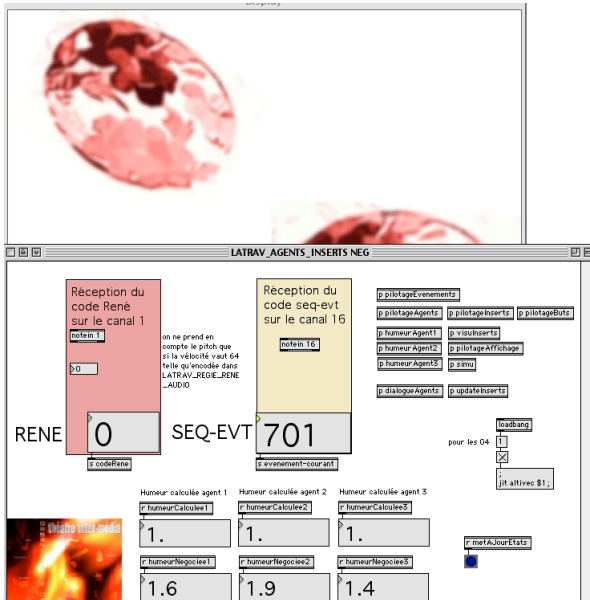 Display
LATRAV_AGENTS_INSERTS NEG
Réception du
code René
sur le canal 1
notein 1
0
on ne prend en
compte le pitch que
si la vélocité vaut 64
telle qu'encodée dans
LATRAV_REGIE_RENE
_AUDIO
RENE
0
s codeRene
Réception du
code seq-evt
sur le canal 16
notein 16
SEQ-EVT
701
s evenement-courant
p pilotageEvenements
p pilotageAgents
p pilotageInserts
p pilotageButs
p humeurAgent1
p visuInserts
p humeurAgent2
p pilotageAffichage
p humeurAgent3
p simu
p dialogueAgents
p updateInserts
loadbang
pour les G4
1
;
jit altivec $1;
Humeur calculée agent 1
Humeur calculée agent 2
Humeur calculée agent 3
r humeurCalculee1
r humeurCalculee2
r humeurCalculee3
1.
1.
1.
r humeurNegociee1
r humeurNegociee2
r humeurNegociee3
1.6
1.9
1.4
r metAJourEtats
théâtre inter-media